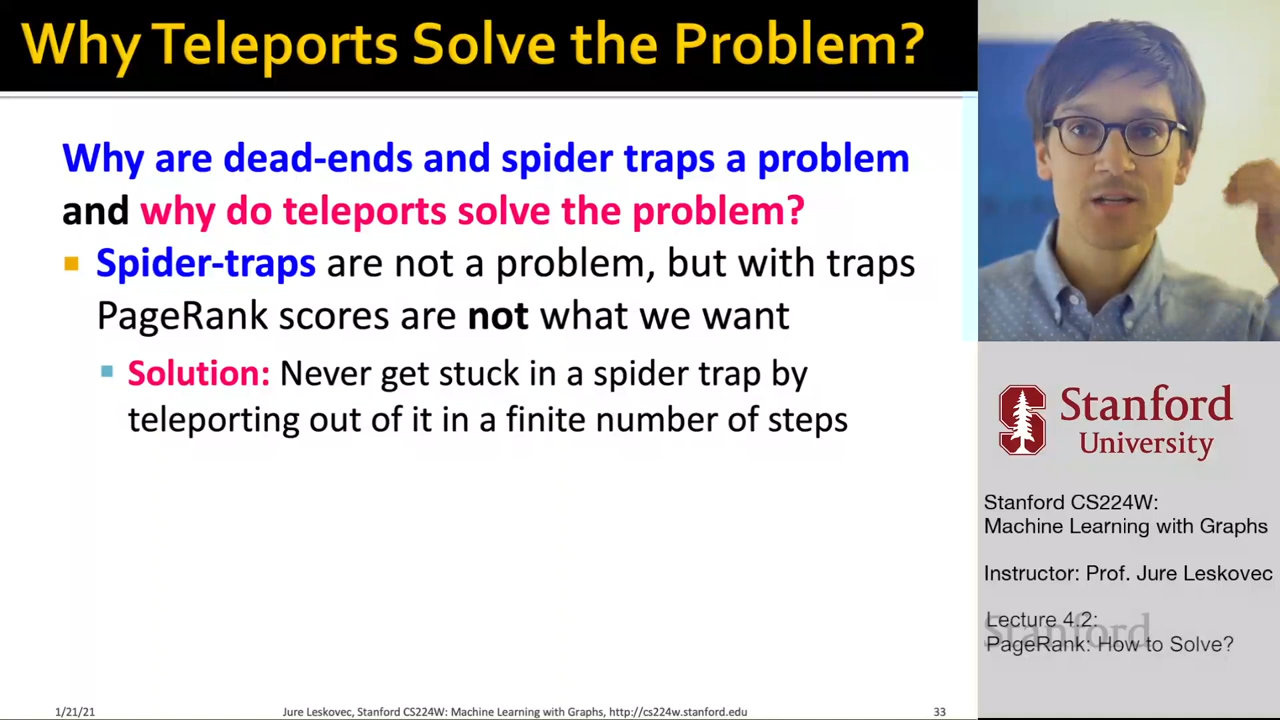 Why Teleports Solve the Problem?
Why are dead-ends and spider traps a problem
and why do teleports solve the problem?
Spider-traps are not a problem, but with traps
PageRank scores are not what we want
Solution: Never get stuck in a spider trap by
teleporting out of it in a finite number of steps
1/21/21
Jure Leskovec, Stanford CS224W: Machine Learning with Graphs, http://cs224w.stanford.edu
33
Stanford
University
Stanford CS224W:
Machine Learning with Graphs
Instructor: Prof. Jure Leskovec
Lecture 4.2:
Stanford
PageRank: How to Solve?